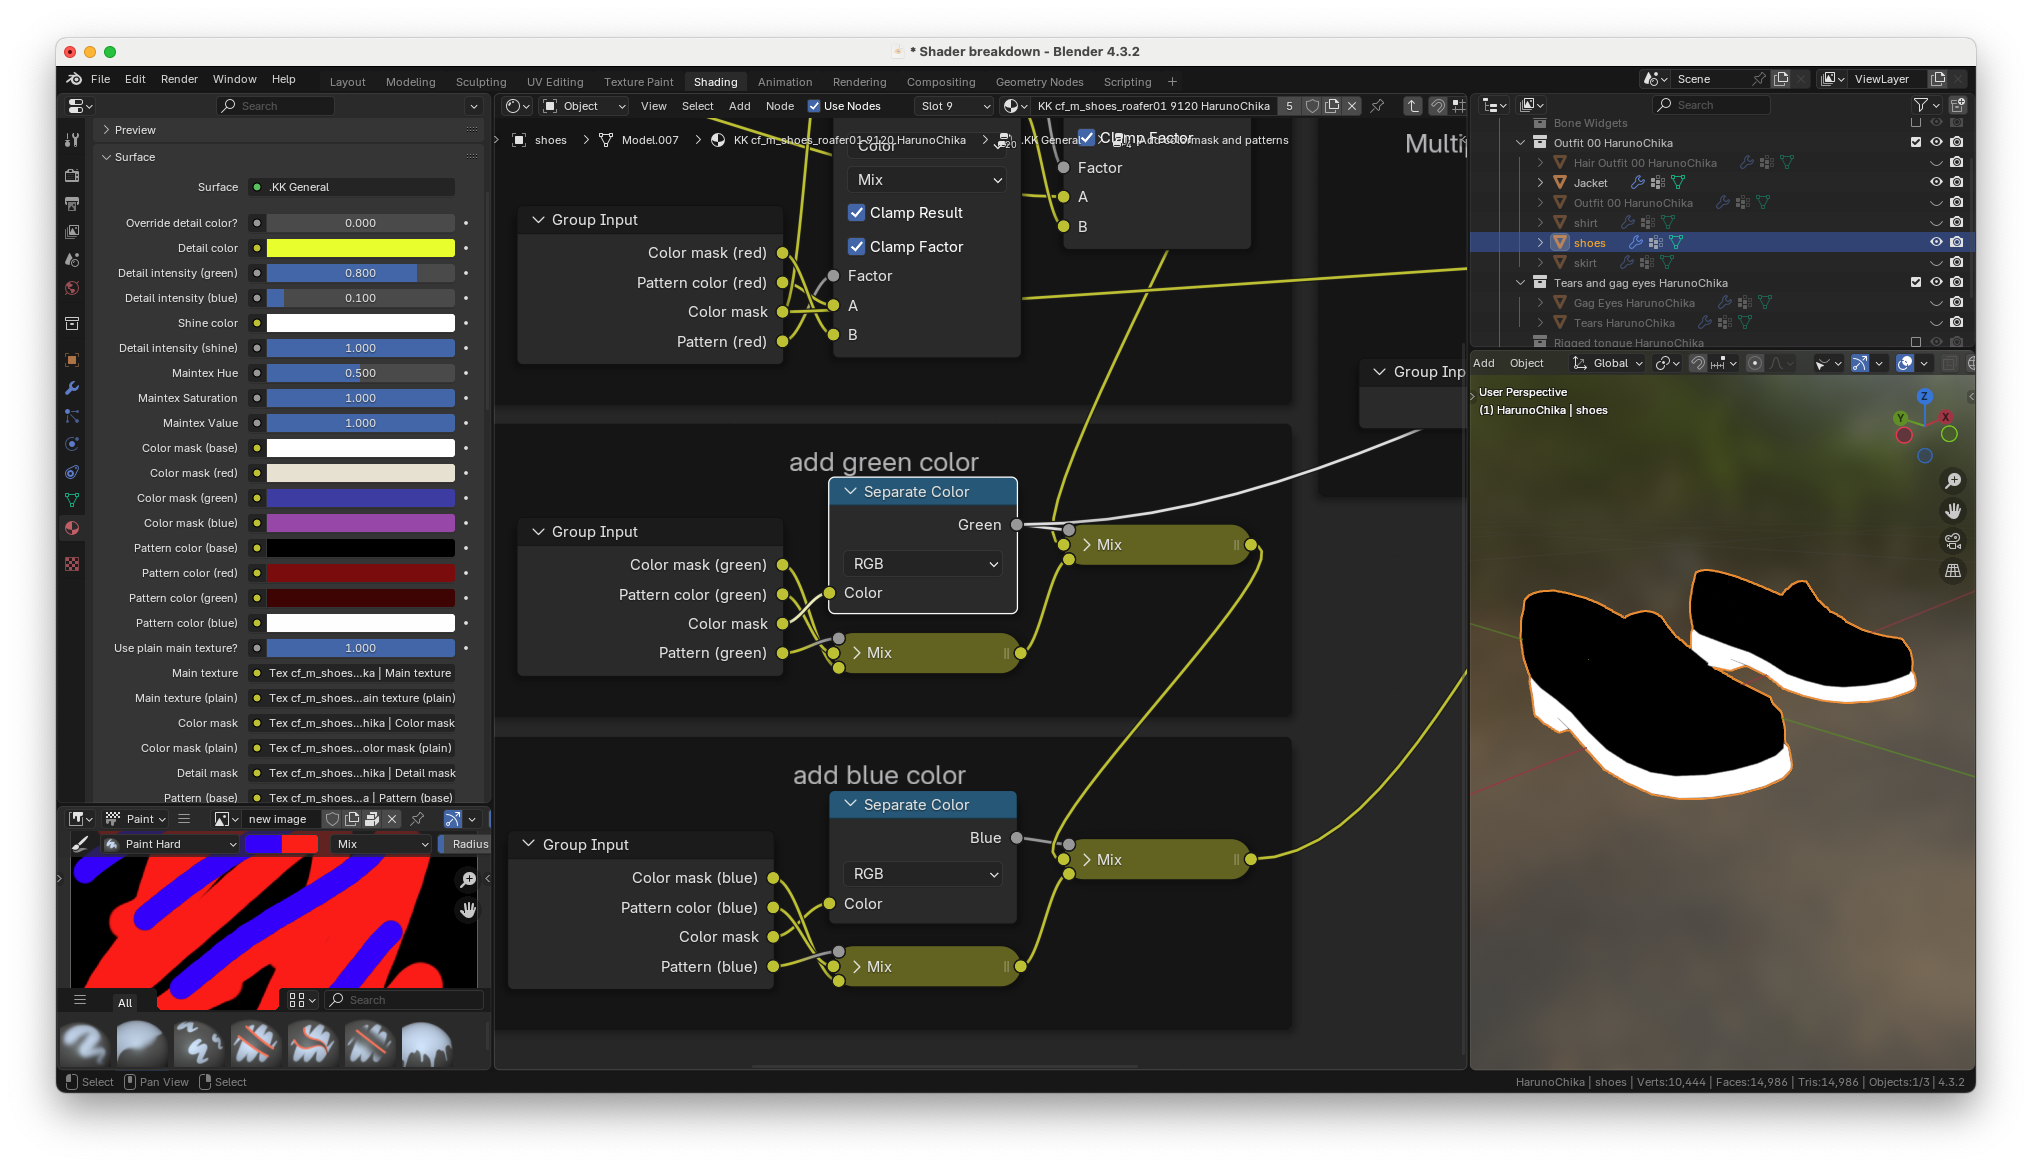 * Shader breakdown - Blender 4.3.2
File Edit Render Window Help
Layout Modeling Sculpting UV Editing Texture Paint Shading Animation Rendering Compositing Geometry Nodes Scripting +
Scene
ViewLayer
Search
Object View Select Add Node Use Nodes Slot 9 KK cf_m_shoes_roafer01 9120 HarunoChika 5
Search
shoes > Model.007 > KK cf_m_shoes_roafer01 9120 HarunoChika > .KK General > Add colormask and patterns
Preview
Surface
Surface .KK General
Override detail color? 0.000
Detail color
Detail intensity (green) 0.800
Detail intensity (blue) 0.100
Shine color
Detail intensity (shine) 1.000
Maintex Hue 0.500
Maintex Saturation 1.000
Maintex Value 1.000
Color mask (base)
Color mask (red)
Color mask (green)
Color mask (blue)
Pattern color (base)
Pattern color (red)
Pattern color (green)
Pattern color (blue)
Use plain main texture? 1.000
Main texture Tex cf_m_shoes...ka | Main texture
Main texture (plain) Tex cf_m_shoes...ain texture (plain)
Color mask Tex cf_m_shoes...hika | Color mask
Color mask (plain) Tex cf_m_shoes...olor mask (plain)
Detail mask Tex cf_m_shoes...hika | Detail mask
Pattern (base) Tex cf_m_shoes...a | Pattern (base)
Paint new image
Paint Hard Mix Radius
All Search
Color
Mix
Clamp Result
Clamp Factor
Factor
A
B
Clamp Factor
Factor
A
B
Group Input
Color mask (red)
Pattern color (red)
Color mask
Pattern (red)
Multi
Group Inp
add green color
Separate Color
Green
RGB
Color
Group Input
Color mask (green)
Pattern color (green)
Color mask
Pattern (green)
Mix
Mix
add blue color
Separate Color
Blue
RGB
Color
Group Input
Color mask (blue)
Pattern color (blue)
Color mask
Pattern (blue)
Mix
Mix
Bone Widgets
Outfit 00 HarunoChika
Hair Outfit 00 HarunoChika
Jacket
Outfit 00 HarunoChika
shirt
shoes
skirt
Tears and gag eyes HarunoChika
Gag Eyes HarunoChika
Tears HarunoChika
Rigged tongue HarunoChika
Add Object Global
User Perspective
(1) HarunoChika | shoes
Z
Y
X
Select Pan View Select
HarunoChika | shoes | Verts:10,444 | Faces:14,986 | Tris:14,986 | Objects:1/3 | 4.3.2